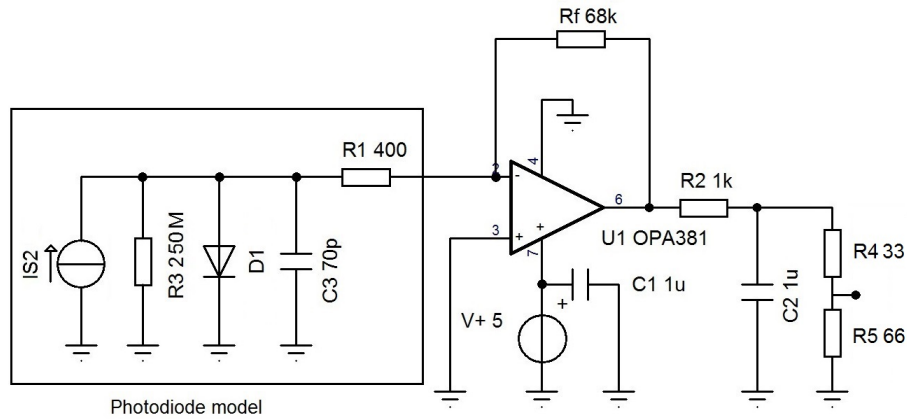 Rf 68k
R1 400
4
2
-
R2 1k
6
3
+
+
7
U1 OPA381
IS2
R3 250M
D1
C3 70p
R4 33
C1 1u
+
V+ 5
C2 1u
R5 66
Photodiode model